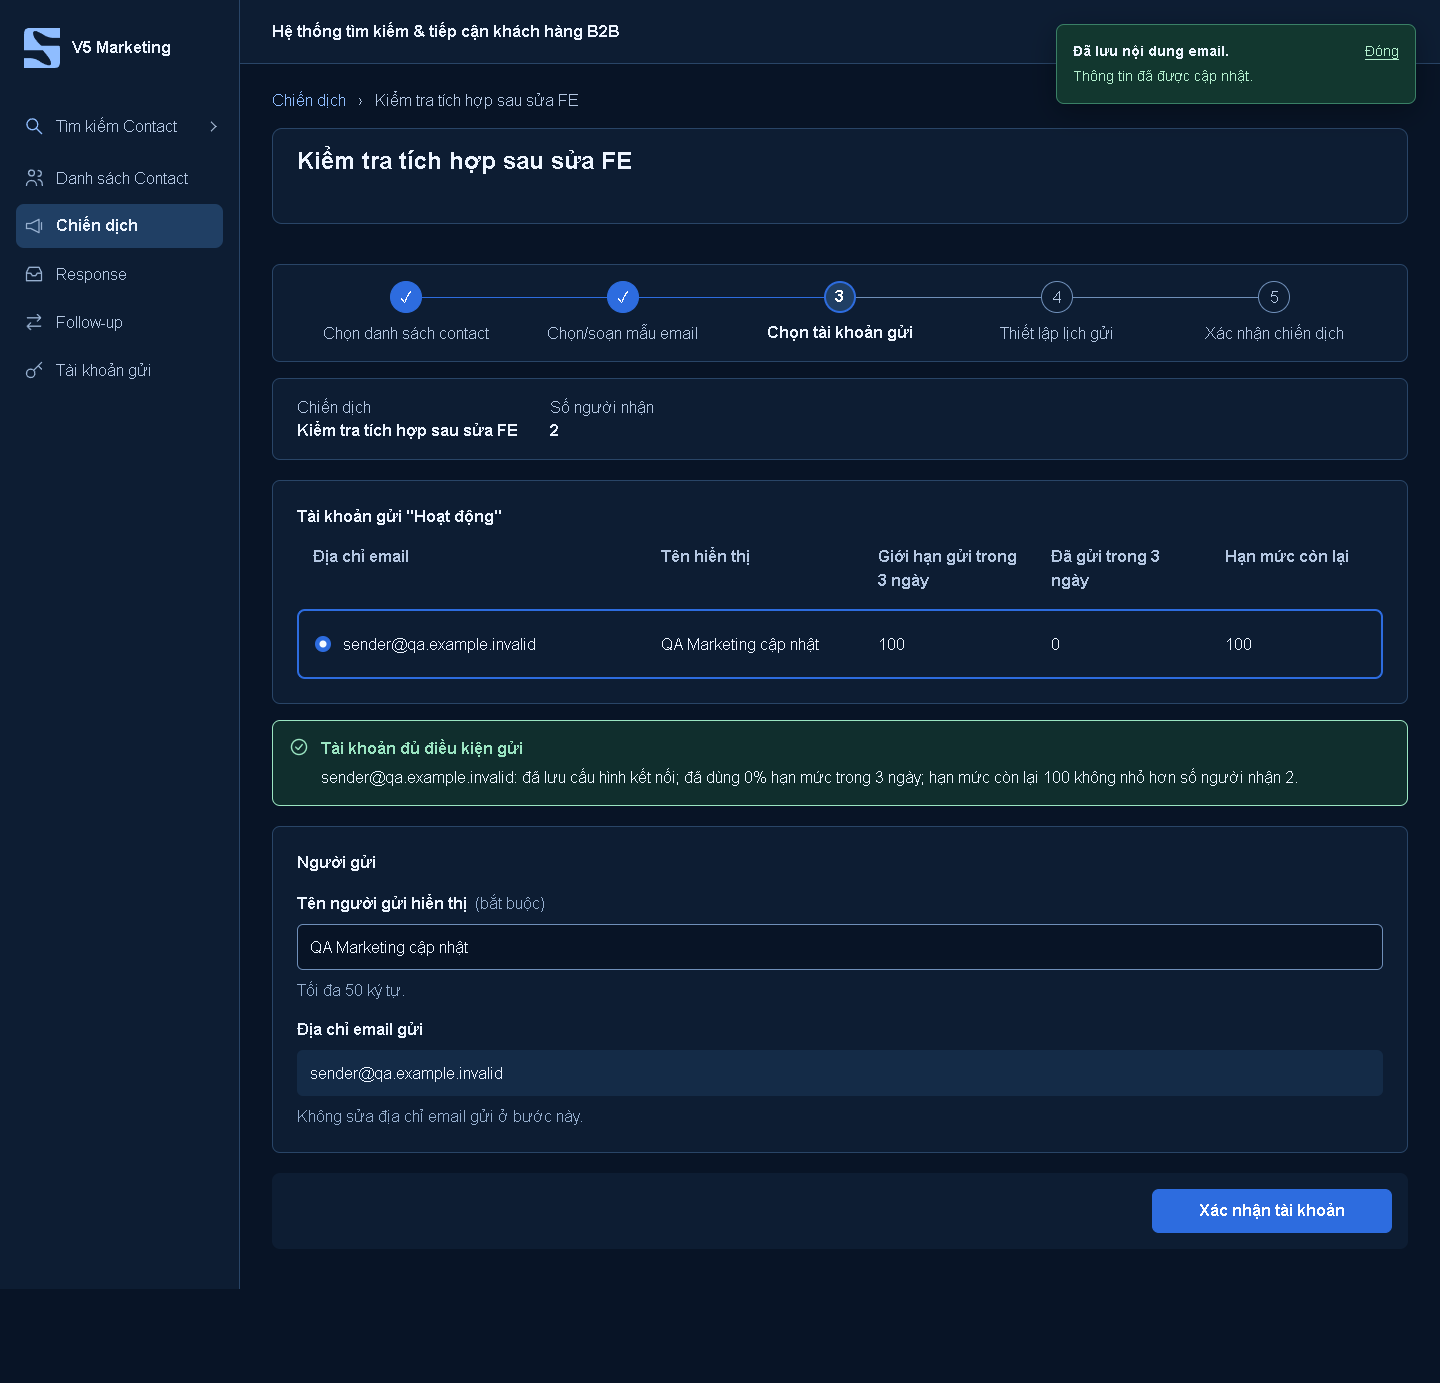 V5 Marketing
Tìm kiếm Contact
Danh sách Contact
Chiến dịch
Response
Follow-up
Tài khoản gửi
Hệ thống tìm kiếm & tiếp cận khách hàng B2B
Đã lưu nội dung email.
Đóng
Thông tin đã được cập nhật.
Chiến dịch › Kiểm tra tích hợp sau sửa FE
Kiểm tra tích hợp sau sửa FE
✓ ✓ 3 4 5
Chọn danh sách contact
Chọn/soạn mẫu email
Chọn tài khoản gửi
Thiết lập lịch gửi
Xác nhận chiến dịch
Chiến dịch
Kiểm tra tích hợp sau sửa FE
Số người nhận
2
Tài khoản gửi "Hoạt động"
Địa chỉ email
Tên hiển thị
Giới hạn gửi trong
3 ngày
Đã gửi trong 3
ngày
Hạn mức còn lại
sender@qa.example.invalid
QA Marketing cập nhật
100
0
100
Tài khoản đủ điều kiện gửi
sender@qa.example.invalid: đã lưu cấu hình kết nối; đã dùng 0% hạn mức trong 3 ngày; hạn mức còn lại 100 không nhỏ hơn số người nhận 2.
Người gửi
Tên người gửi hiển thị (bắt buộc)
QA Marketing cập nhật
Tối đa 50 ký tự.
Địa chỉ email gửi
sender@qa.example.invalid
Không sửa địa chỉ email gửi ở bước này.
Xác nhận tài khoản